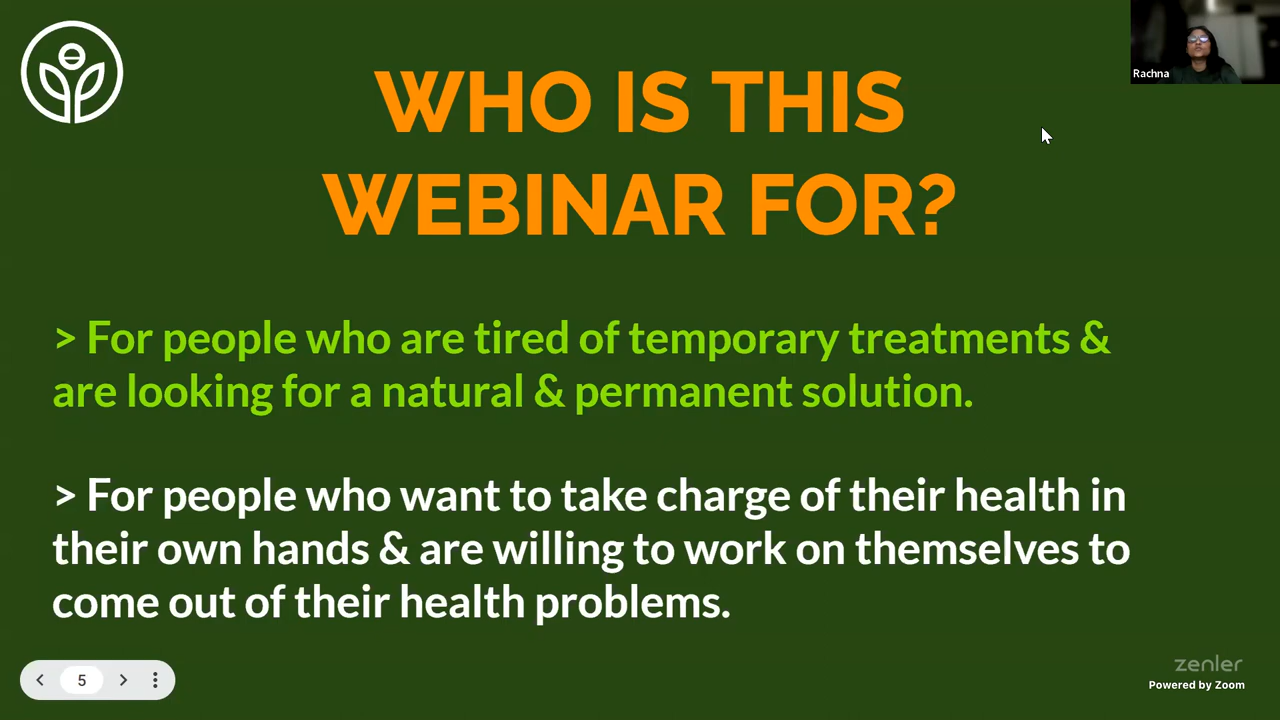 WHO IS THIS
WEBINAR FOR?
Rachna
> For people who are tired of temporary treatments &
are looking for a natural & permanent solution.
> For people who want to take charge of their health in
their own hands & are willing to work on themselves to
come out of their health problems.
5
zenler
Powered by Zoom